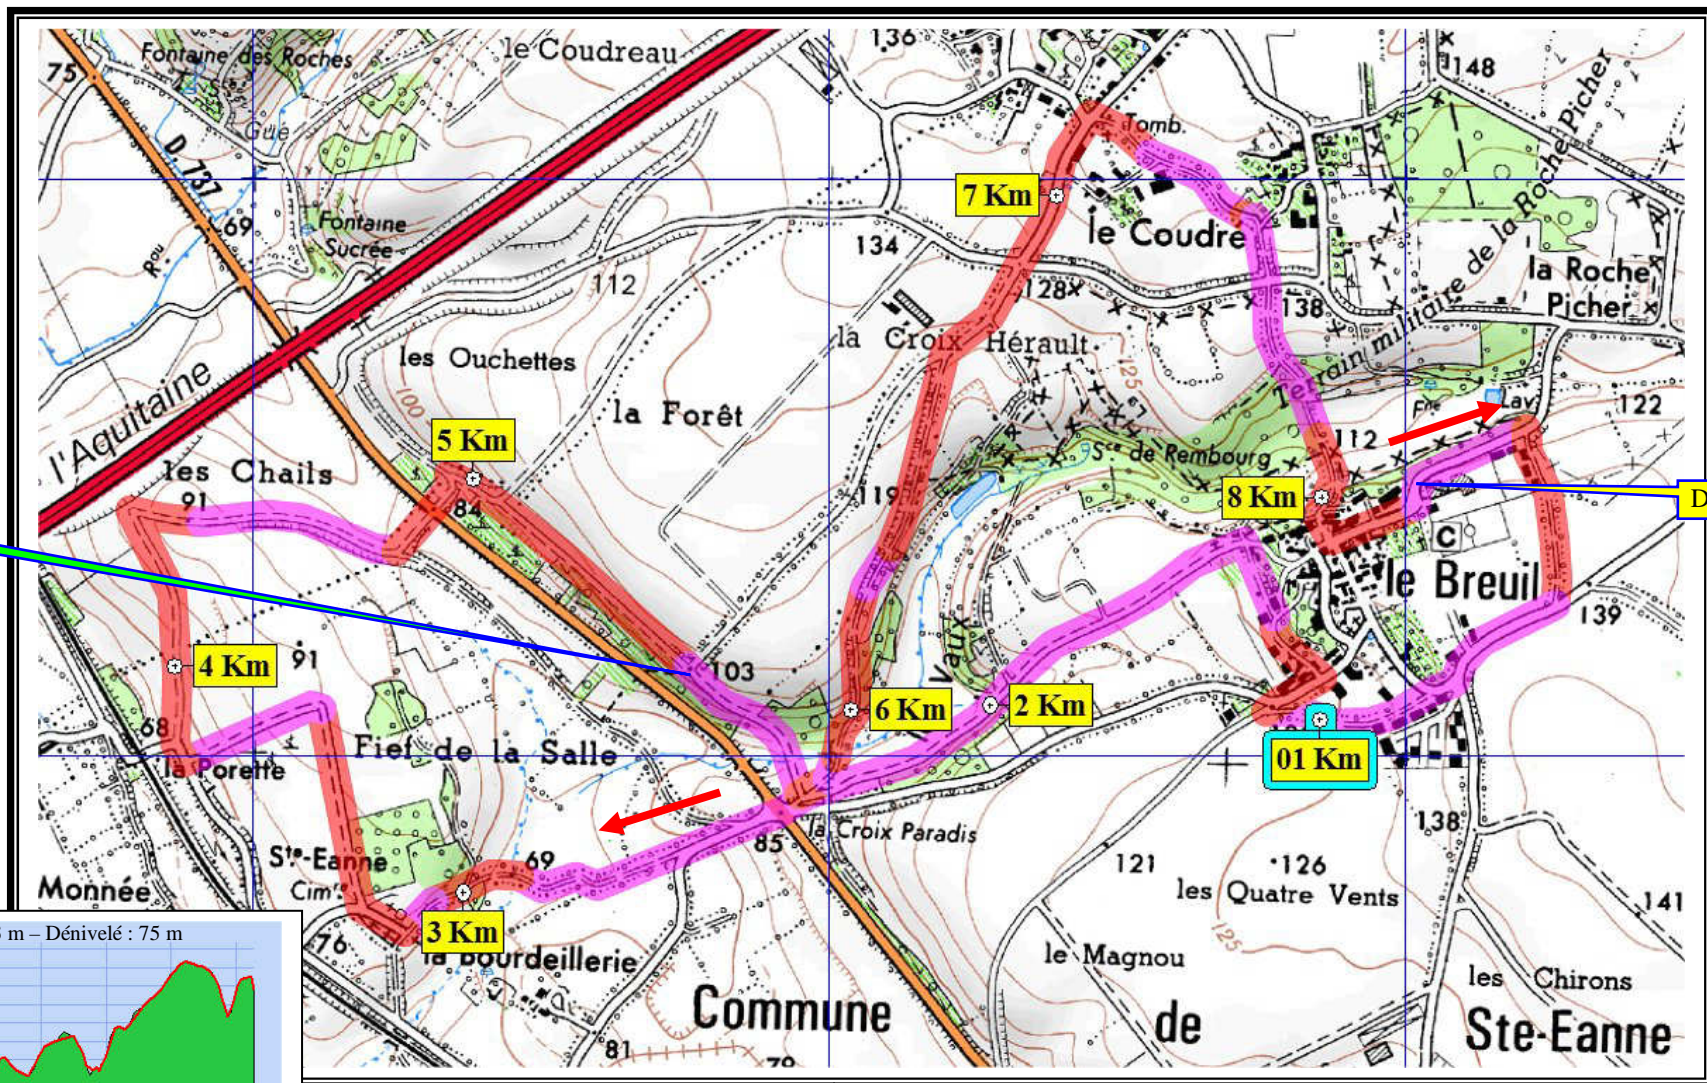 136
148
Fontaine des Roches
le Coudreau
75
Gué
Tomb.
D.737
7 Km
69
Fontaine
Sucrée
le Coudre
134
Rau
la Roche
Picher
112
128
138
Terrain militaire de la Roche Picher
la Croix Hérault
les Ouchettes
125
100
l'Aquitaine
la Forêt
Fne
Lav.
122
5 Km
112
les Chails
Sce de Rembourg
91
84
119
8 Km
D
C
le Breuil
139
Vaux
4 Km
91
103
68
6 Km
2 Km
Fief de la Salle
01 Km
la Porette
la Croix Paradis
138
85
Ste-Eanne
69
121
126
Monnée
Cimre
les Quatre Vents
141
3 Km
125
m – Dénivelé : 75 m
76
la Bourdeillerie
le Magnou
les Chirons
Commune
de
Ste-Eanne
81
79